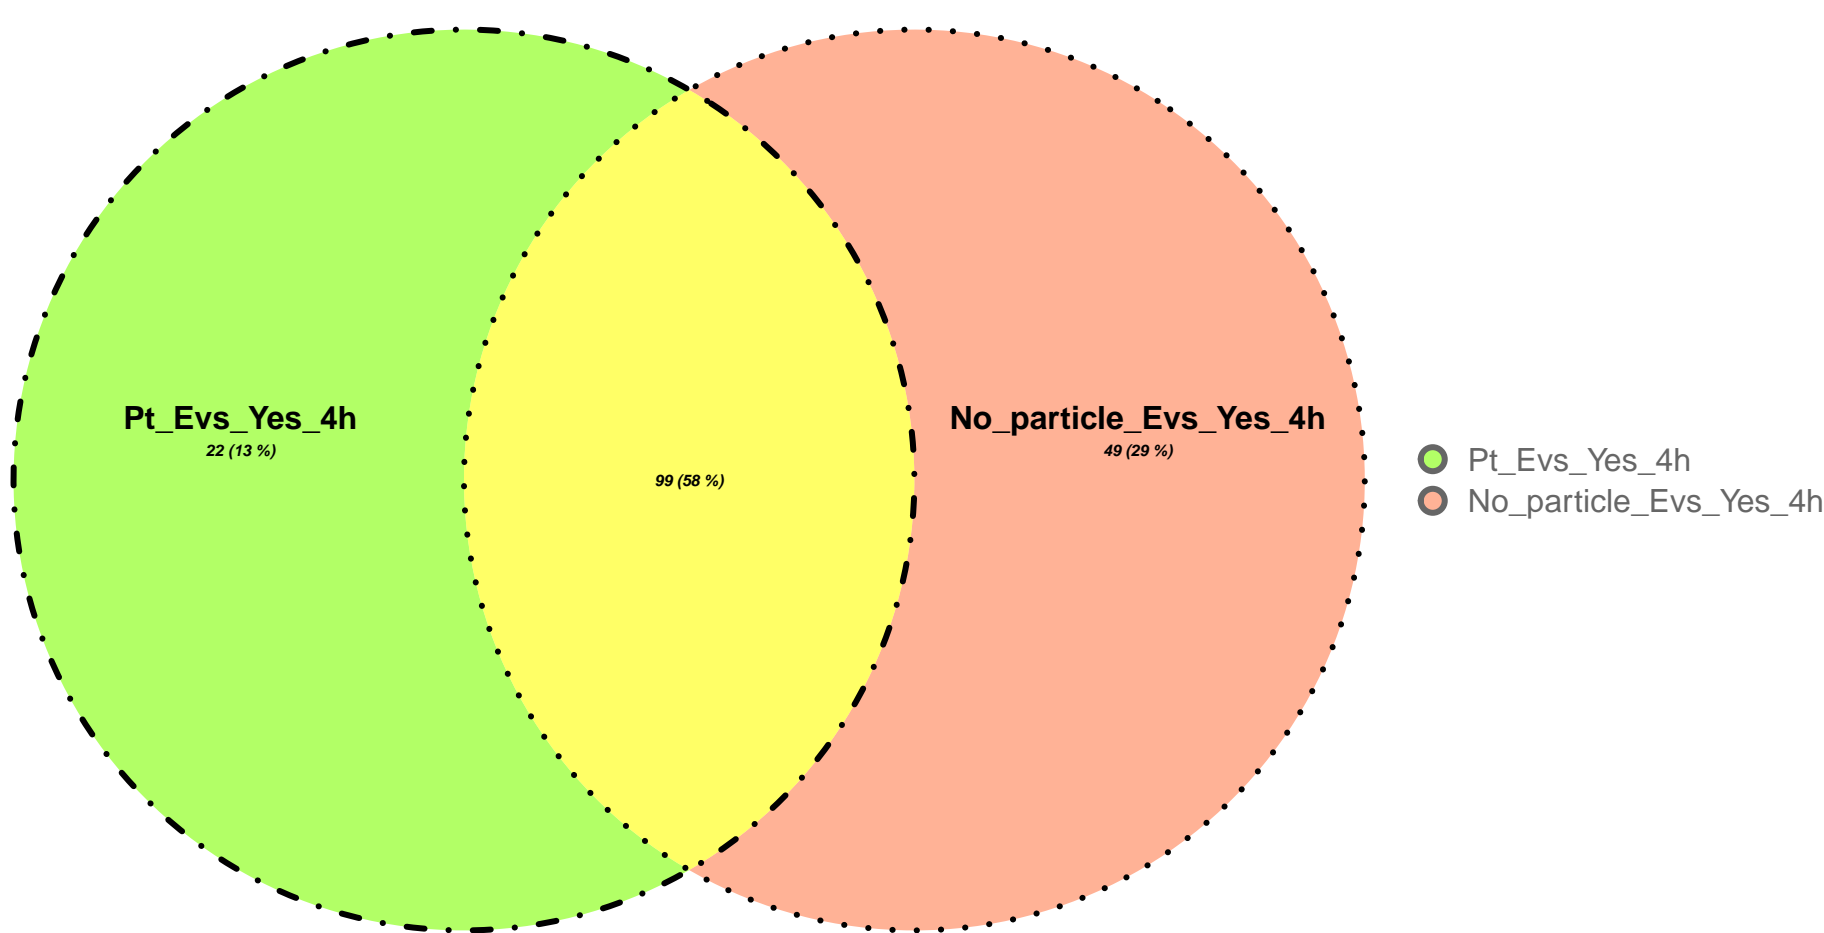 Pt_Evs_Yes_4h
22 (13 %)
99 (58 %)
No_particle_Evs_Yes_4h
49 (29 %)
Pt_Evs_Yes_4h
No_particle_Evs_Yes_4h